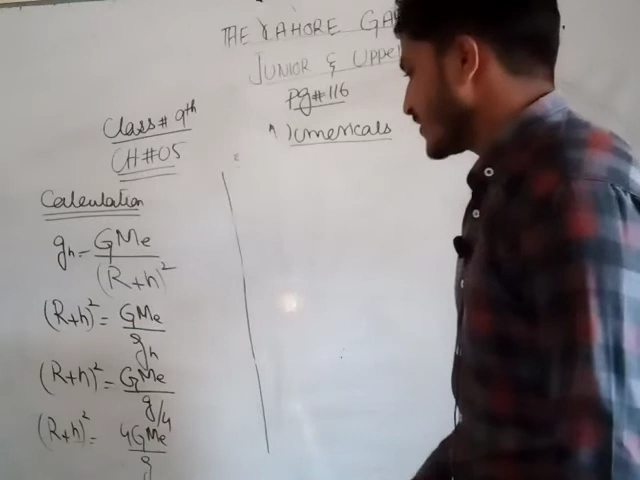 THE LAHORE
JUNIOR & UPPE
Pg#116
Numericals
Class# 9th
CH#05
Calculation
gh = GMe / (R+h)²
(R+h)² = GMe / gh
(R+h)² = GMe / g/4
(R+h)² = 4GMe / g